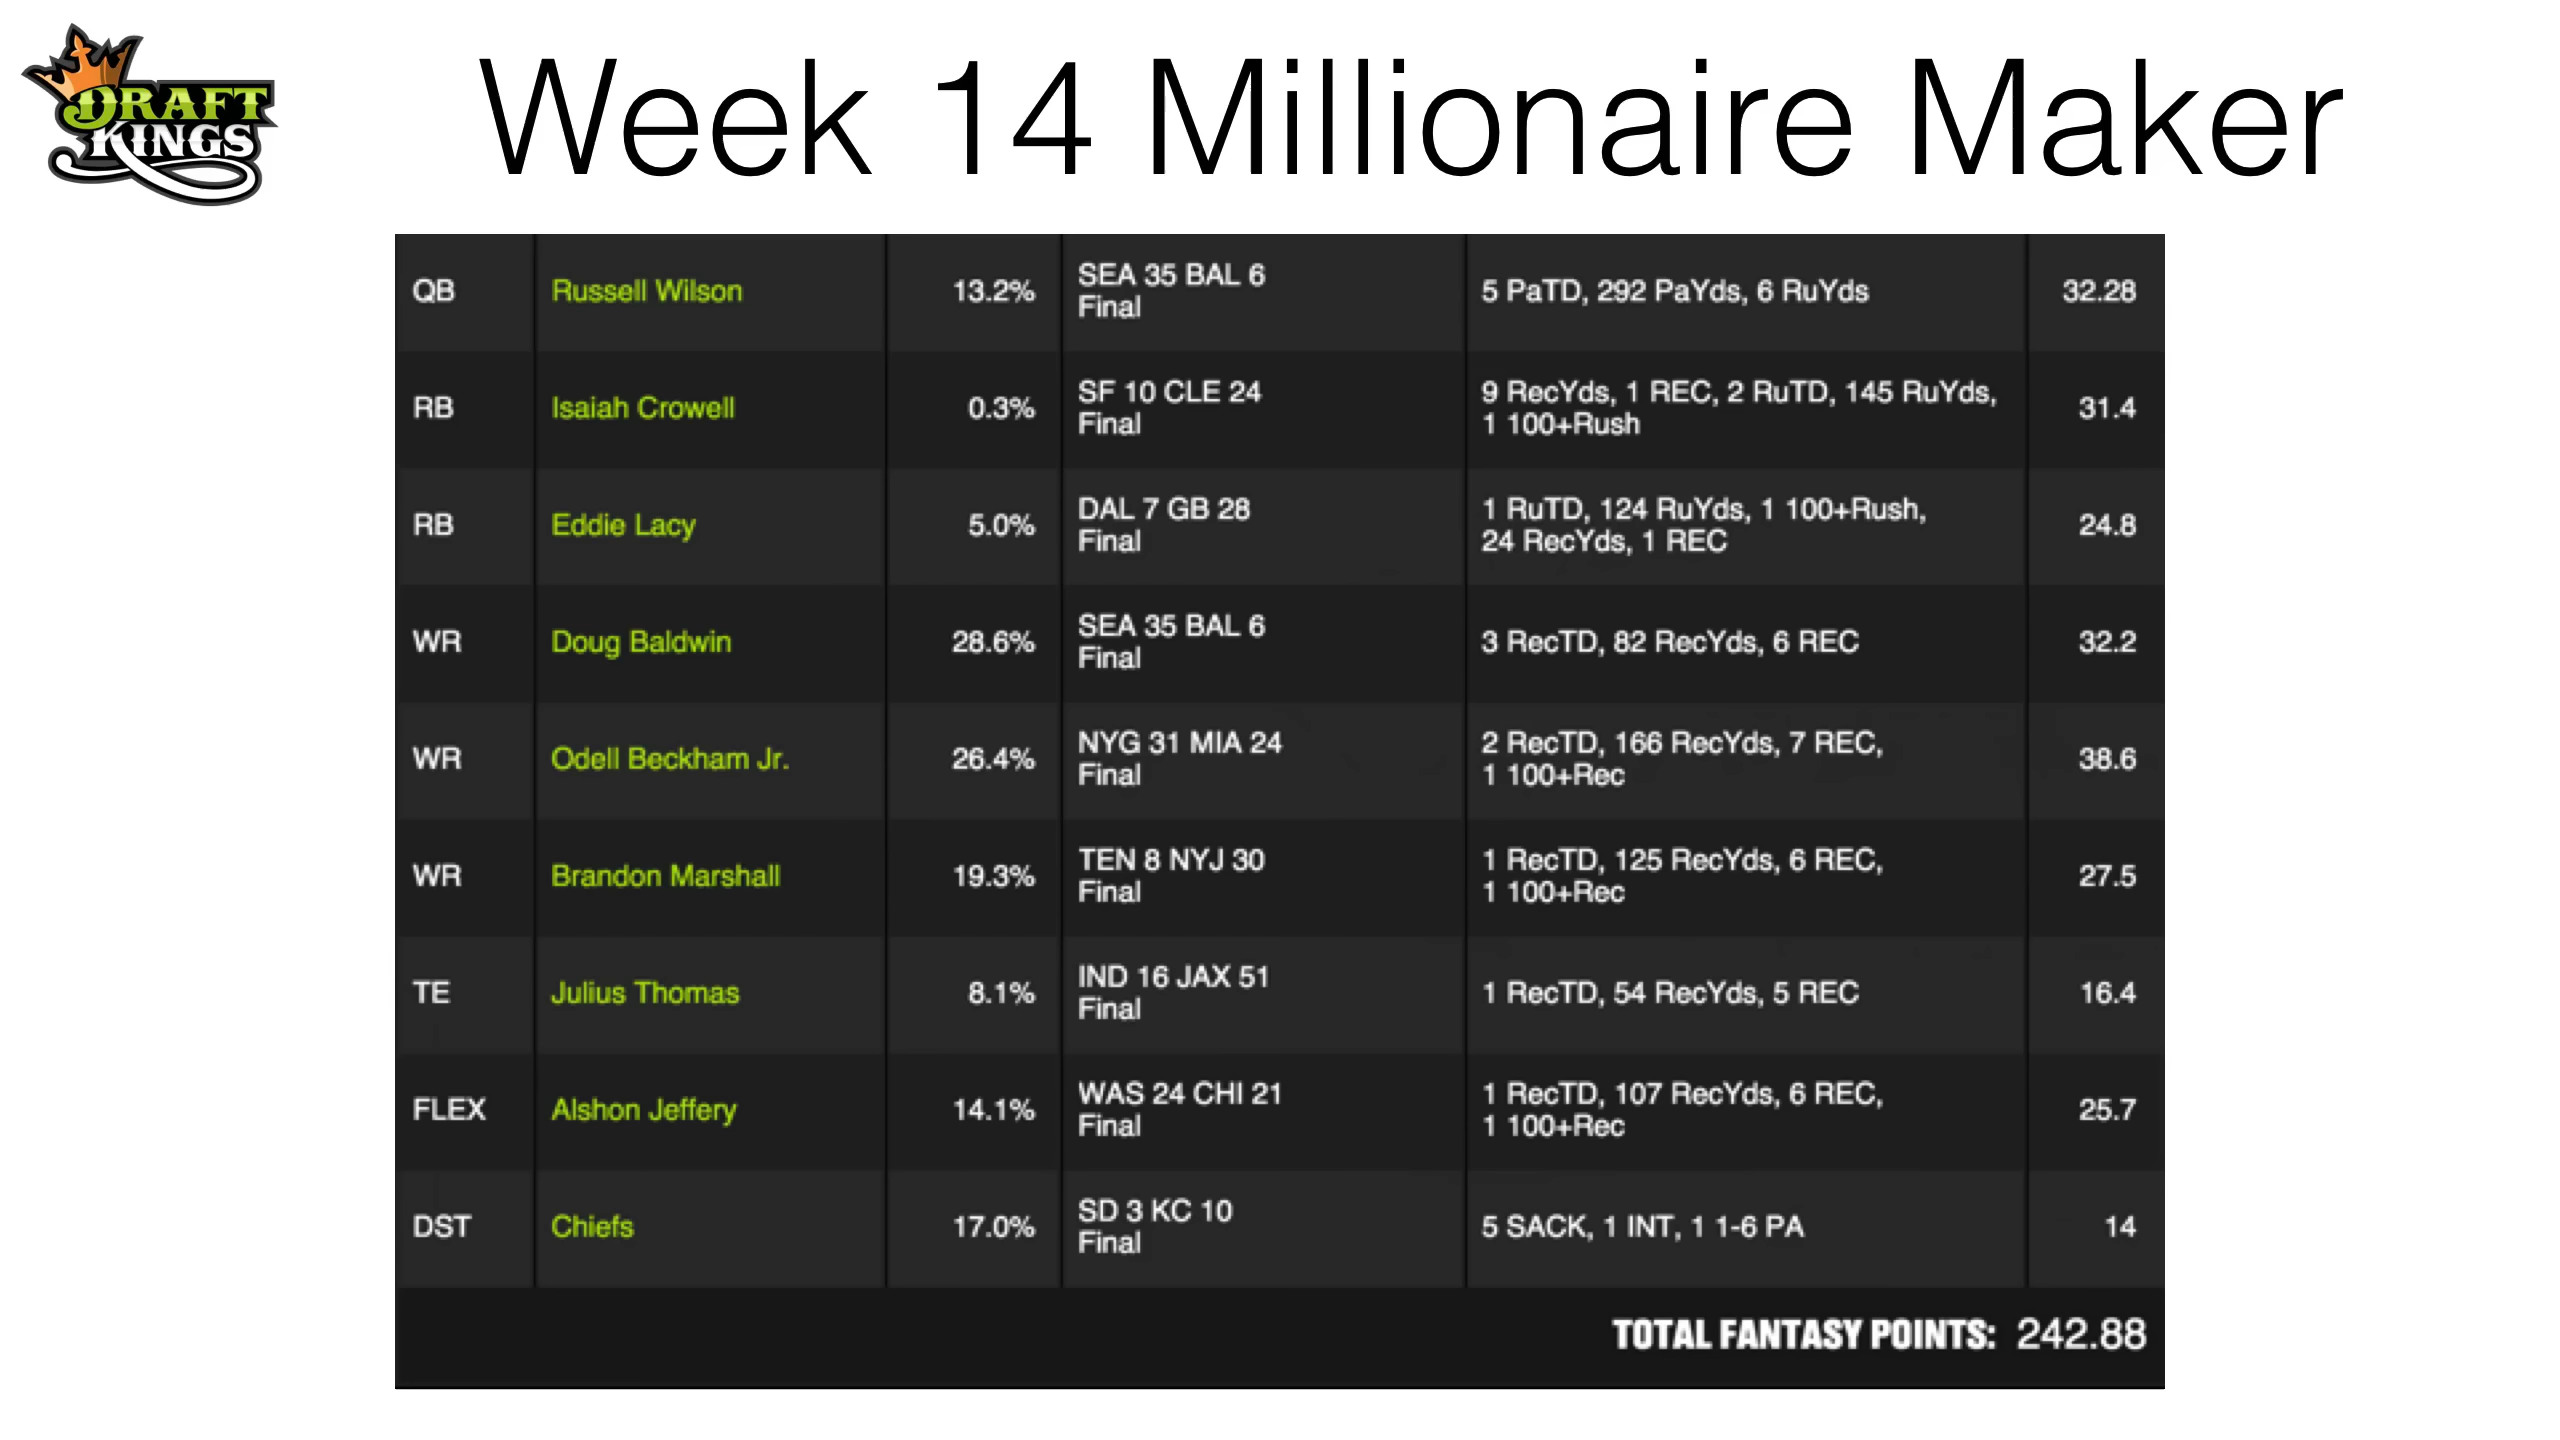 DRAFT
KINGS
Week 14 Millionaire Maker
QB Russell Wilson 13.2% SEA 35 BAL 6 Final 5 PaTD, 292 PaYds, 6 RuYds 32.28
RB Isaiah Crowell 0.3% SF 10 CLE 24 Final 9 RecYds, 1 REC, 2 RuTD, 145 RuYds, 1 100+Rush 31.4
RB Eddie Lacy 5.0% DAL 7 GB 28 Final 1 RuTD, 124 RuYds, 1 100+Rush, 24 RecYds, 1 REC 24.8
WR Doug Baldwin 28.6% SEA 35 BAL 6 Final 3 RecTD, 82 RecYds, 6 REC 32.2
WR Odell Beckham Jr. 26.4% NYG 31 MIA 24 Final 2 RecTD, 166 RecYds, 7 REC, 1 100+Rec 38.6
WR Brandon Marshall 19.3% TEN 8 NYJ 30 Final 1 RecTD, 125 RecYds, 6 REC, 1 100+Rec 27.5
TE Julius Thomas 8.1% IND 16 JAX 51 Final 1 RecTD, 54 RecYds, 5 REC 16.4
FLEX Alshon Jeffery 14.1% WAS 24 CHI 21 Final 1 RecTD, 107 RecYds, 6 REC, 1 100+Rec 25.7
DST Chiefs 17.0% SD 3 KC 10 Final 5 SACK, 1 INT, 1 1-6 PA 14
TOTAL FANTASY POINTS: 242.88